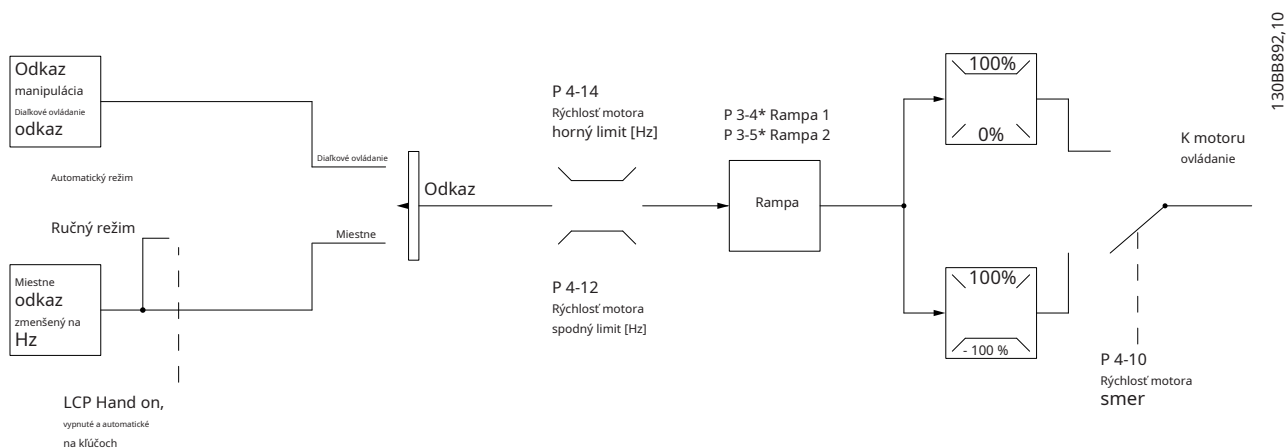 130BB892,10
Odkaz
manipulácia
Diaľkové ovládanie
odkaz
Automatický režim
Ručný režim
Miestne
odkaz
zmenšený na
Hz
LCP Hand on,
vypnuté a automatické
na kľúčoch
Diaľkové ovládanie
Miestne
Odkaz
P 4-14
Rýchlosť motora
horný limit [Hz]
P 4-12
Rýchlosť motora
spodný limit [Hz]
P 3-4* Rampa 1
P 3-5* Rampa 2
Rampa
100%
0%
100%
- 100 %
K motoru
ovládanie
P 4-10
Rýchlosť motora
smer